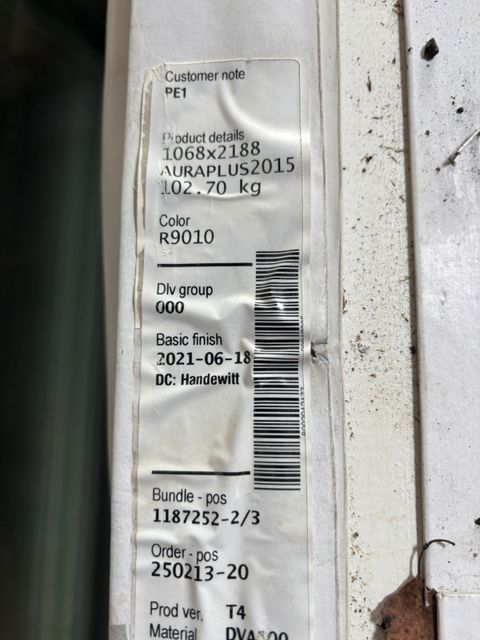 Customer note
PE1
Product details
1068x2188
AURAPLUS2015
102.70 kg
Color
R9010
Dlv group
000
Basic finish
2021-06-18
DC: Handewitt
Bundle - pos
1187252-2/3
Order - pos
250213-20
Prod ver. T4
Material